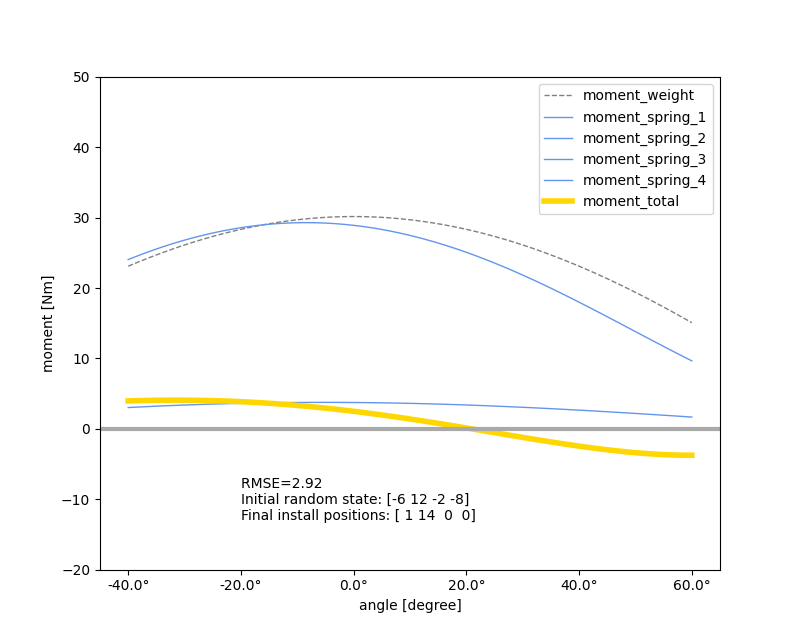 50
40
30
20
10
0
−10
−20
moment [Nm]
moment_weight
moment_spring_1
moment_spring_2
moment_spring_3
moment_spring_4
moment_total
RMSE=2.92
Initial random state: [-6 12 -2 -8]
Final install positions: [ 1 14  0  0]
-40.0° -20.0° 0.0° 20.0° 40.0° 60.0°
angle [degree]